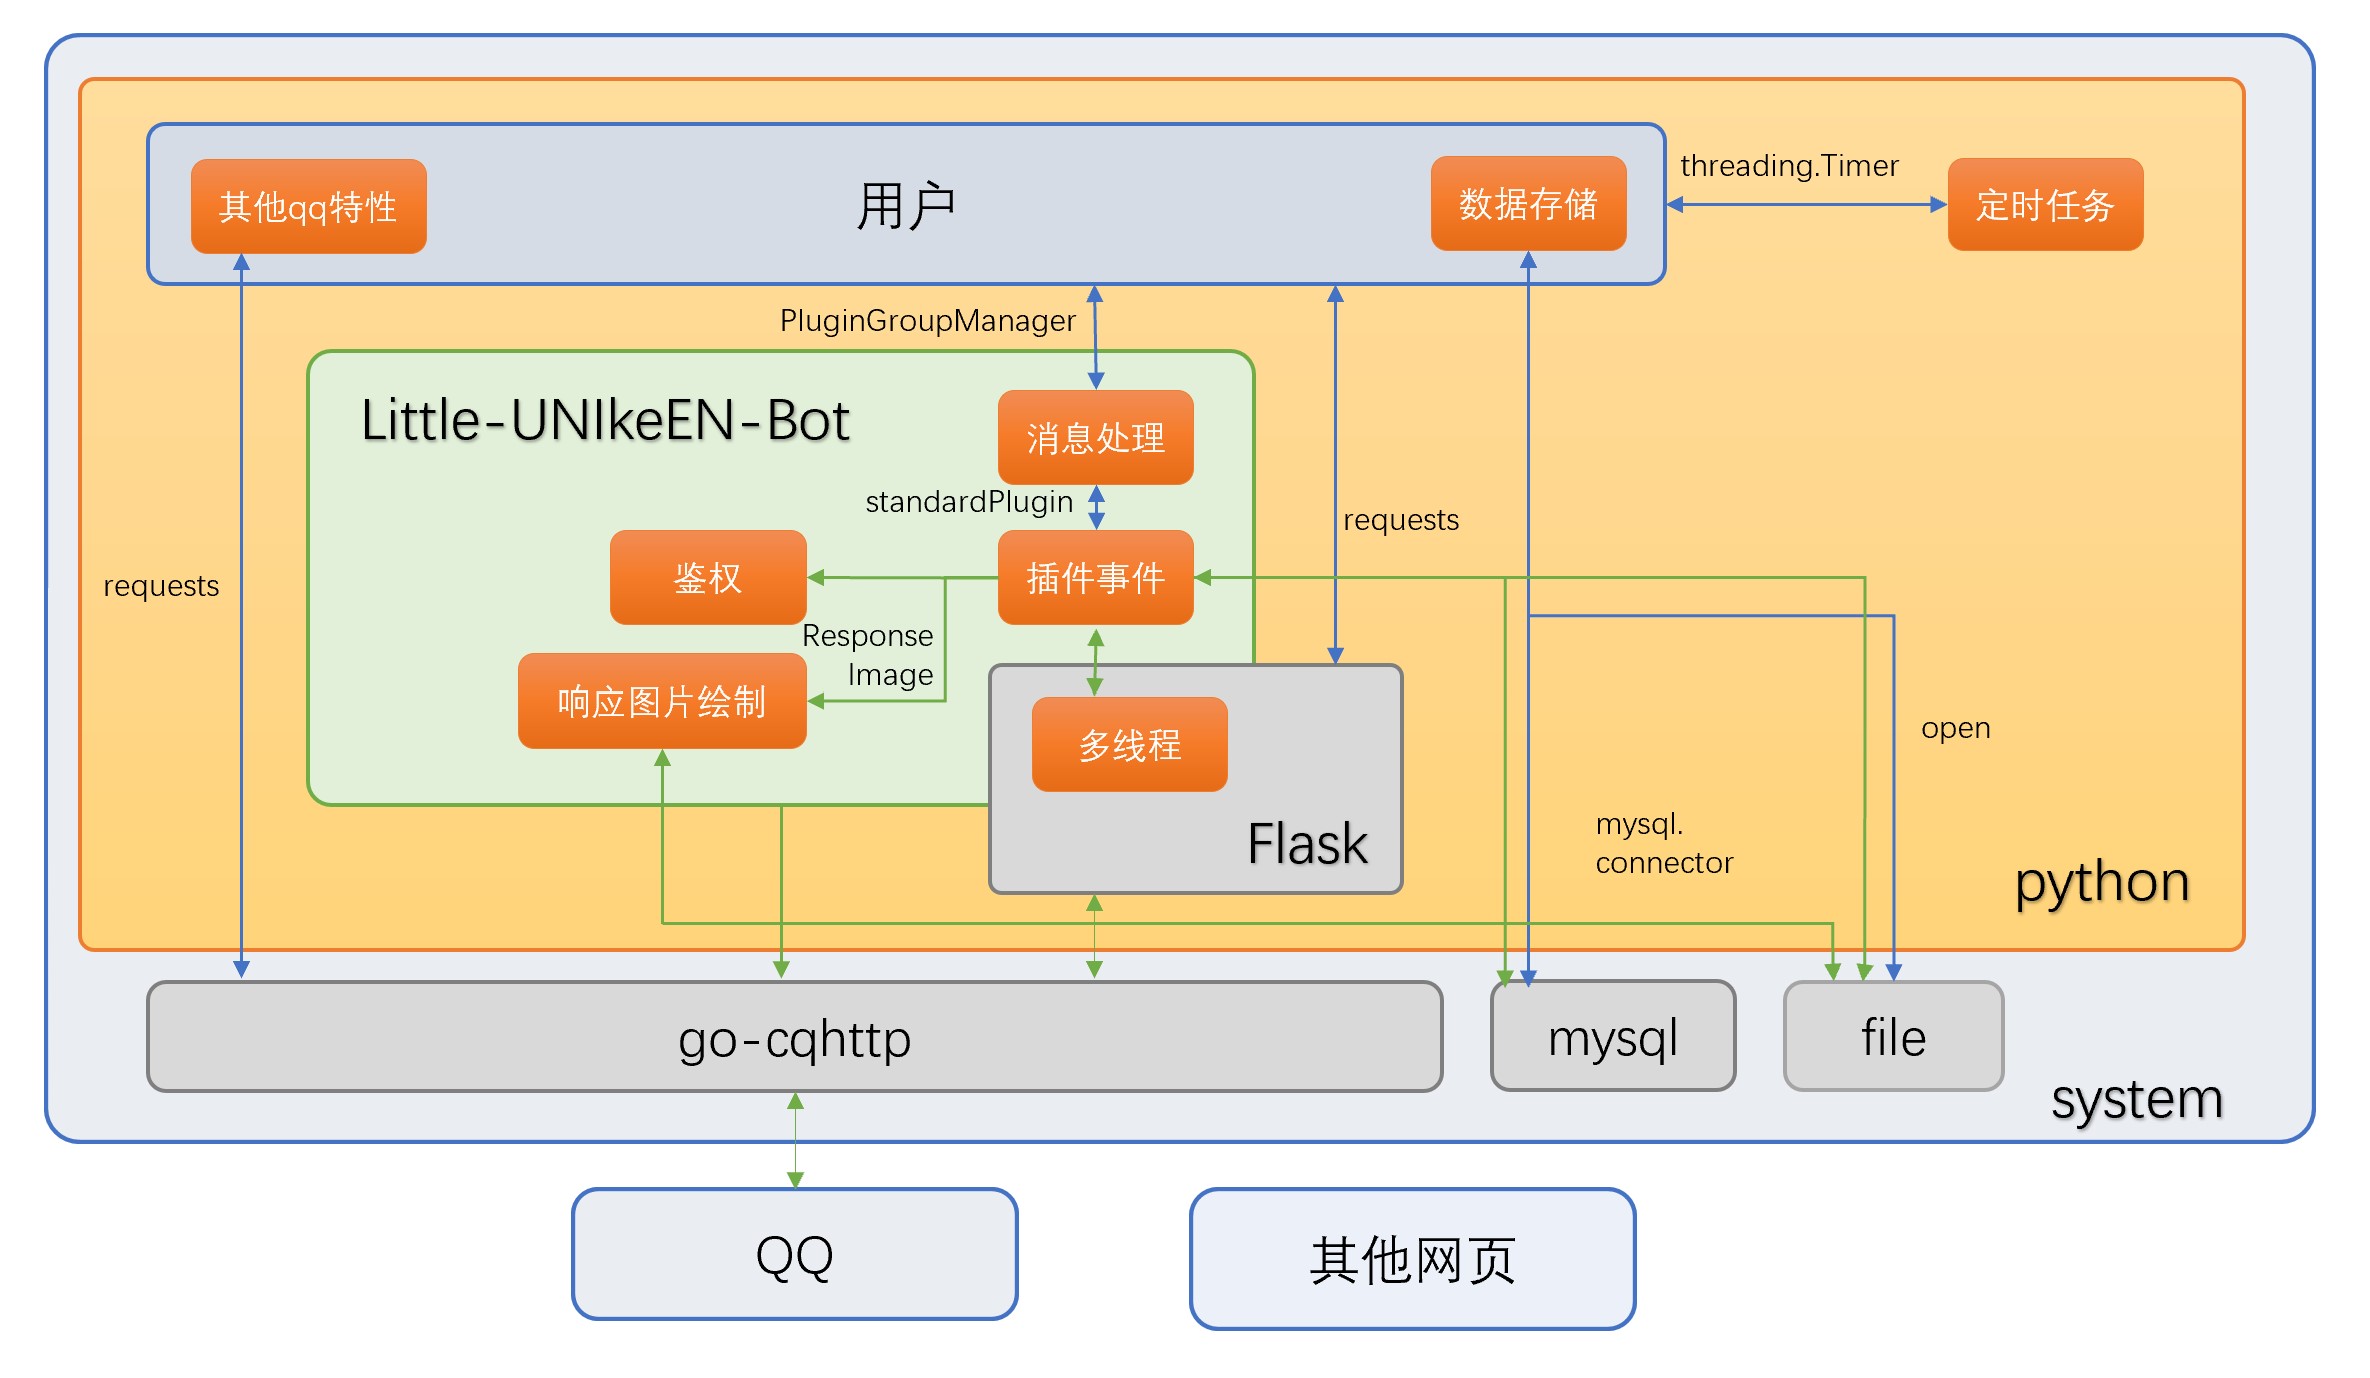 其他qq特性
用户
数据存储
threading.Timer
定时任务
PluginGroupManager
Little-UNIkeEN-Bot
消息处理
standardPlugin
requests
鉴权
插件事件
requests
Response
Image
响应图片绘制
多线程
open
Flask
mysql.
connector
python
go-cqhttp
mysql
file
system
QQ
其他网页